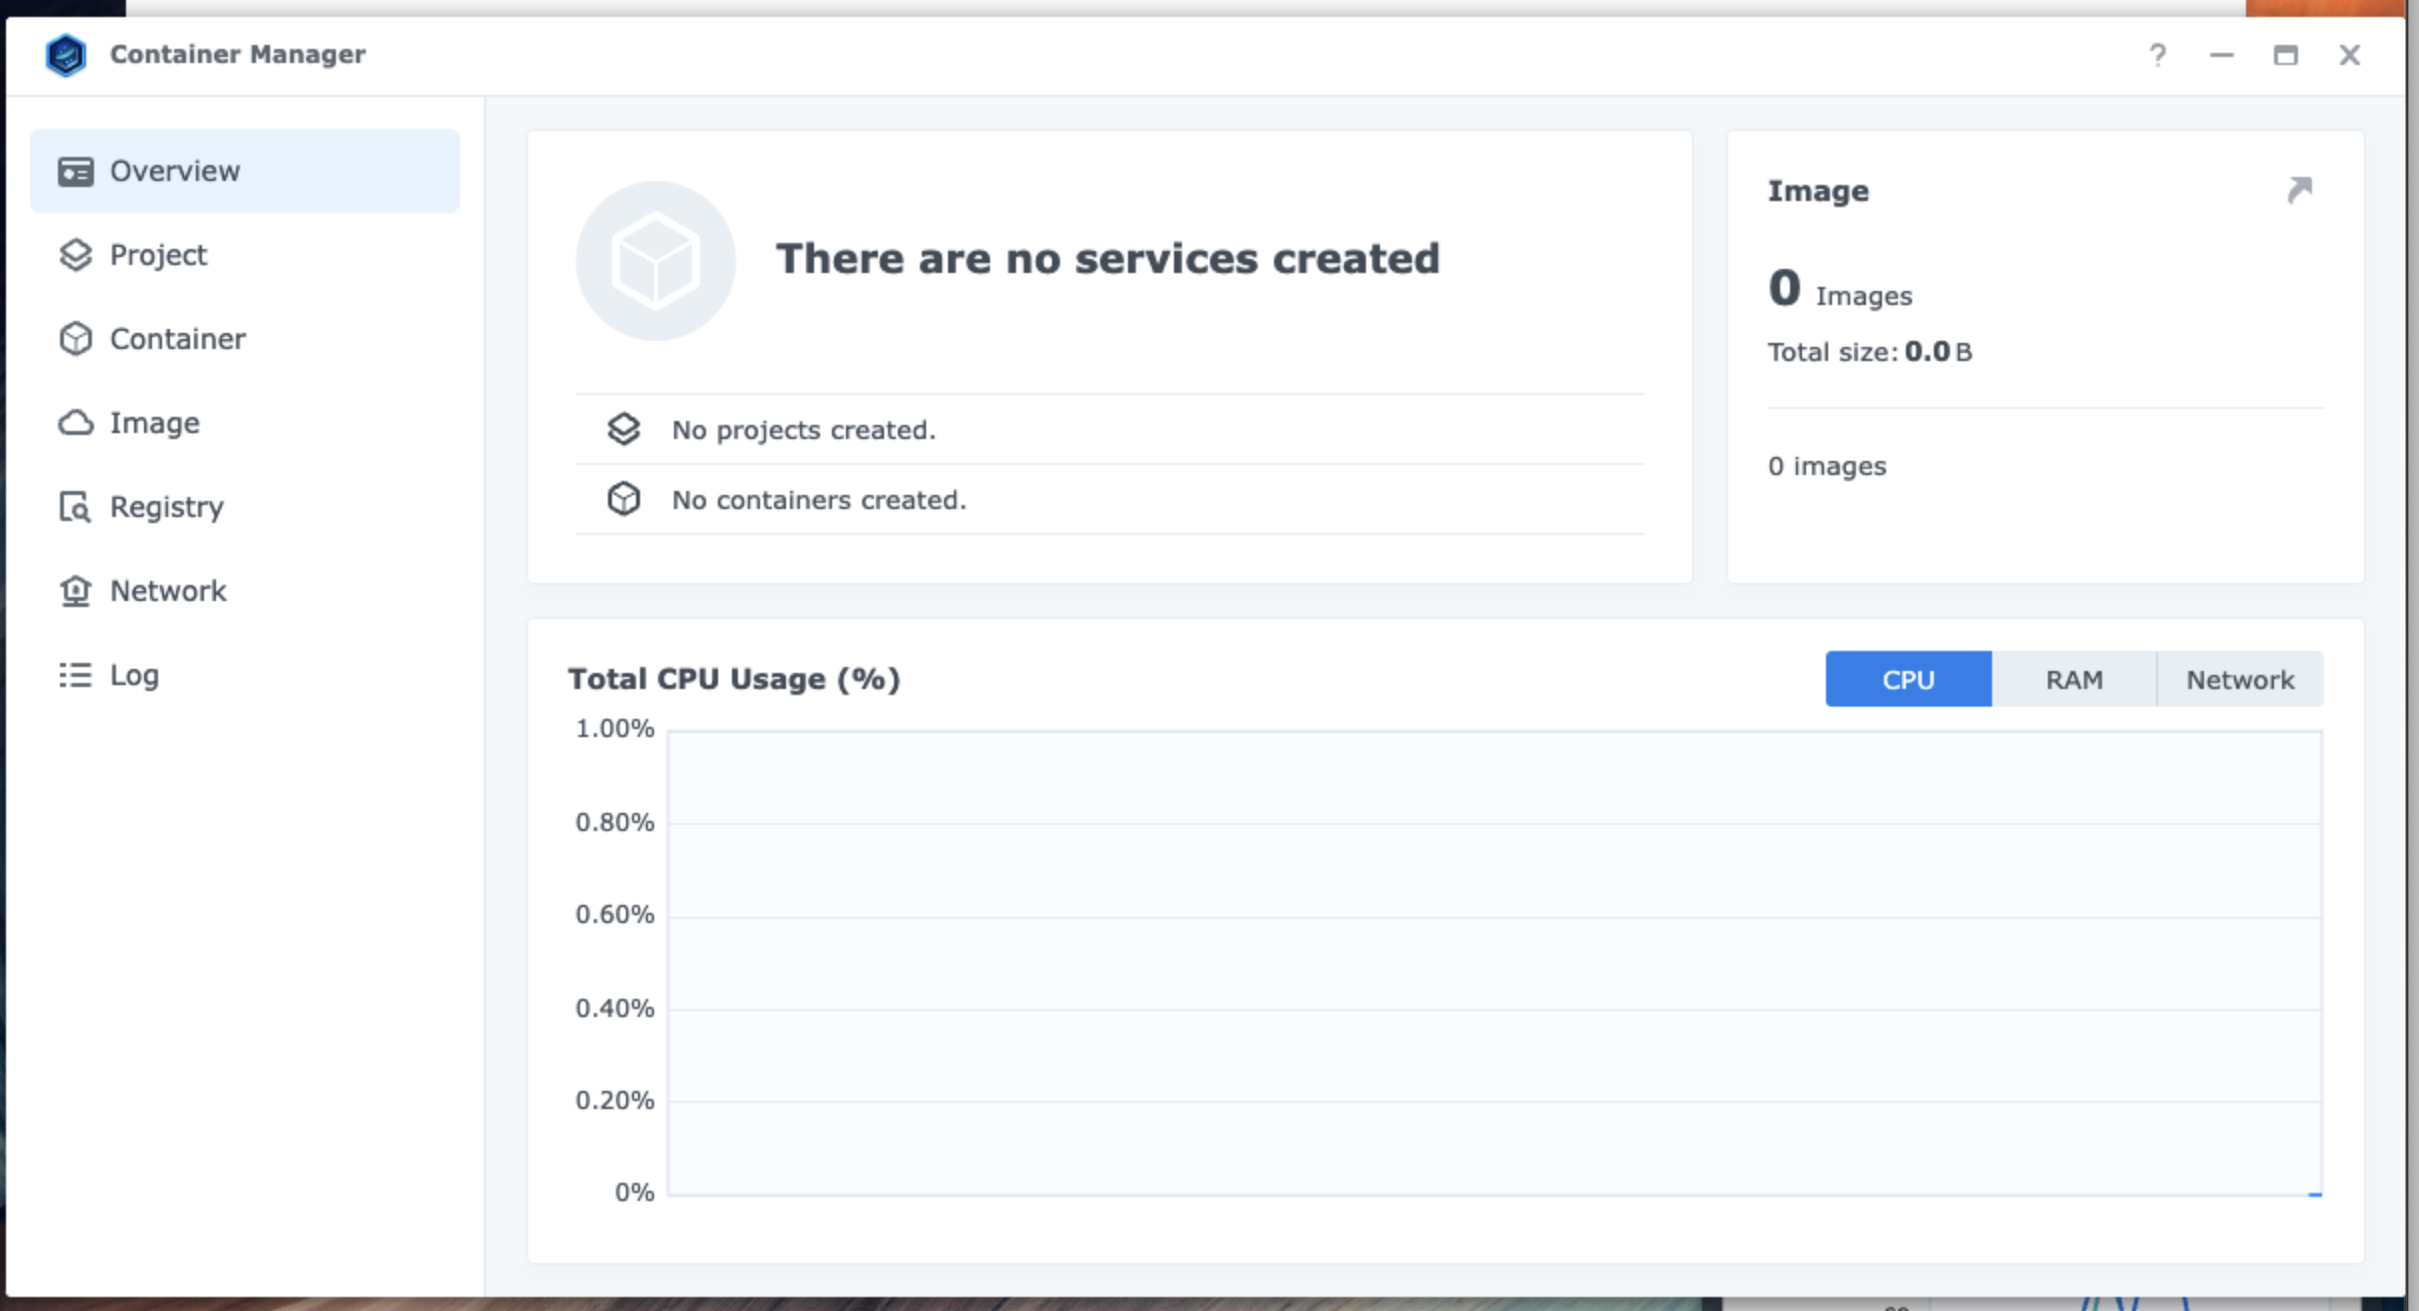 Container Manager
?
Overview
Project
Container
Image
Registry
Network
Log
There are no services created
No projects created.
No containers created.
Image
0 Images
Total size: 0.0 B
0 images
Total CPU Usage (%)
CPU RAM Network
1.00%
0.80%
0.60%
0.40%
0.20%
0%